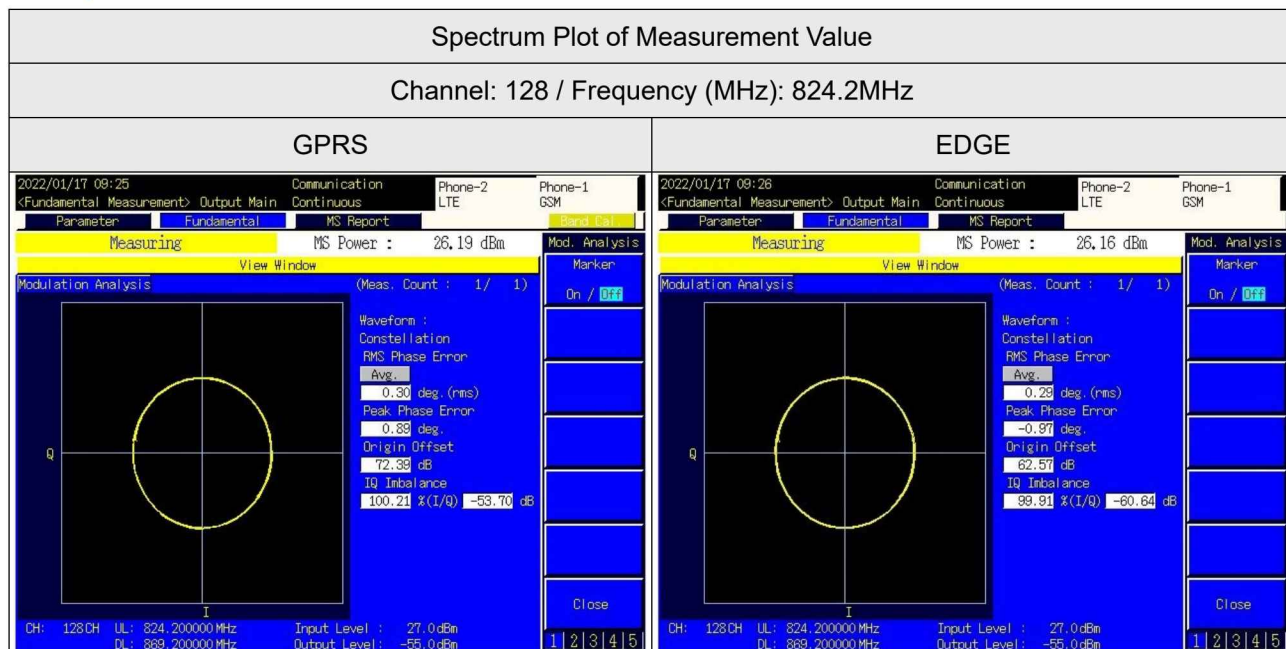 Spectrum Plot of Measurement Value
Channel: 128 / Frequency (MHz): 824.2MHz
GPRS
EDGE
2022/01/17 09:25 Communication Phone-2 Phone-1
<Fundamental Measurement> Output Main Continuous LTE GSM
Parameter Fundamental MS Report Band Cal.
Measuring MS Power : 26.19 dBm Mod. Analysis
View Window
Modulation Analysis (Meas. Count : 1/ 1)
Marker
On / Off
Waveform :
Constellation
RMS Phase Error
Avg.
0.30 deg.(rms)
Peak Phase Error
0.89 deg.
Origin Offset
72.39 dB
IQ Imbalance
100.21 %(I/Q) -53.70 dB
Q
I
Close
CH: 128CH UL: 824.200000MHz Input Level : 27.0dBm
DL: 869.200000MHz Output Level: -55.0dBm
1 2 3 4 5
2022/01/17 09:26 Communication Phone-2 Phone-1
<Fundamental Measurement> Output Main Continuous LTE GSM
Parameter Fundamental MS Report
Measuring MS Power : 26.16 dBm Mod. Analysis
View Window
Modulation Analysis (Meas. Count : 1/ 1)
Marker
On / Off
Waveform :
Constellation
RMS Phase Error
Avg.
0.29 deg.(rms)
Peak Phase Error
-0.97 deg.
Origin Offset
62.57 dB
IQ Imbalance
99.91 %(I/Q) -60.64 dB
Q
I
Close
CH: 128CH UL: 824.200000MHz Input Level : 27.0dBm
DL: 869.200000MHz Output Level: -55.0dBm
1 2 3 4 5